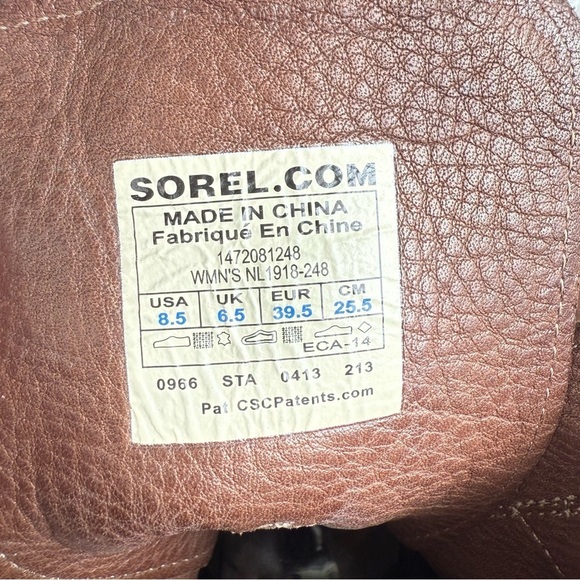 SOREL.COM
MADE IN CHINA
Fabriqué En Chine
1472081248
WMN'S NL1918-248
USA UK EUR CM
8.5 6.5 39.5 25.5
ECA-14
0966 STA 0413 213
Pat CSCPatents.com